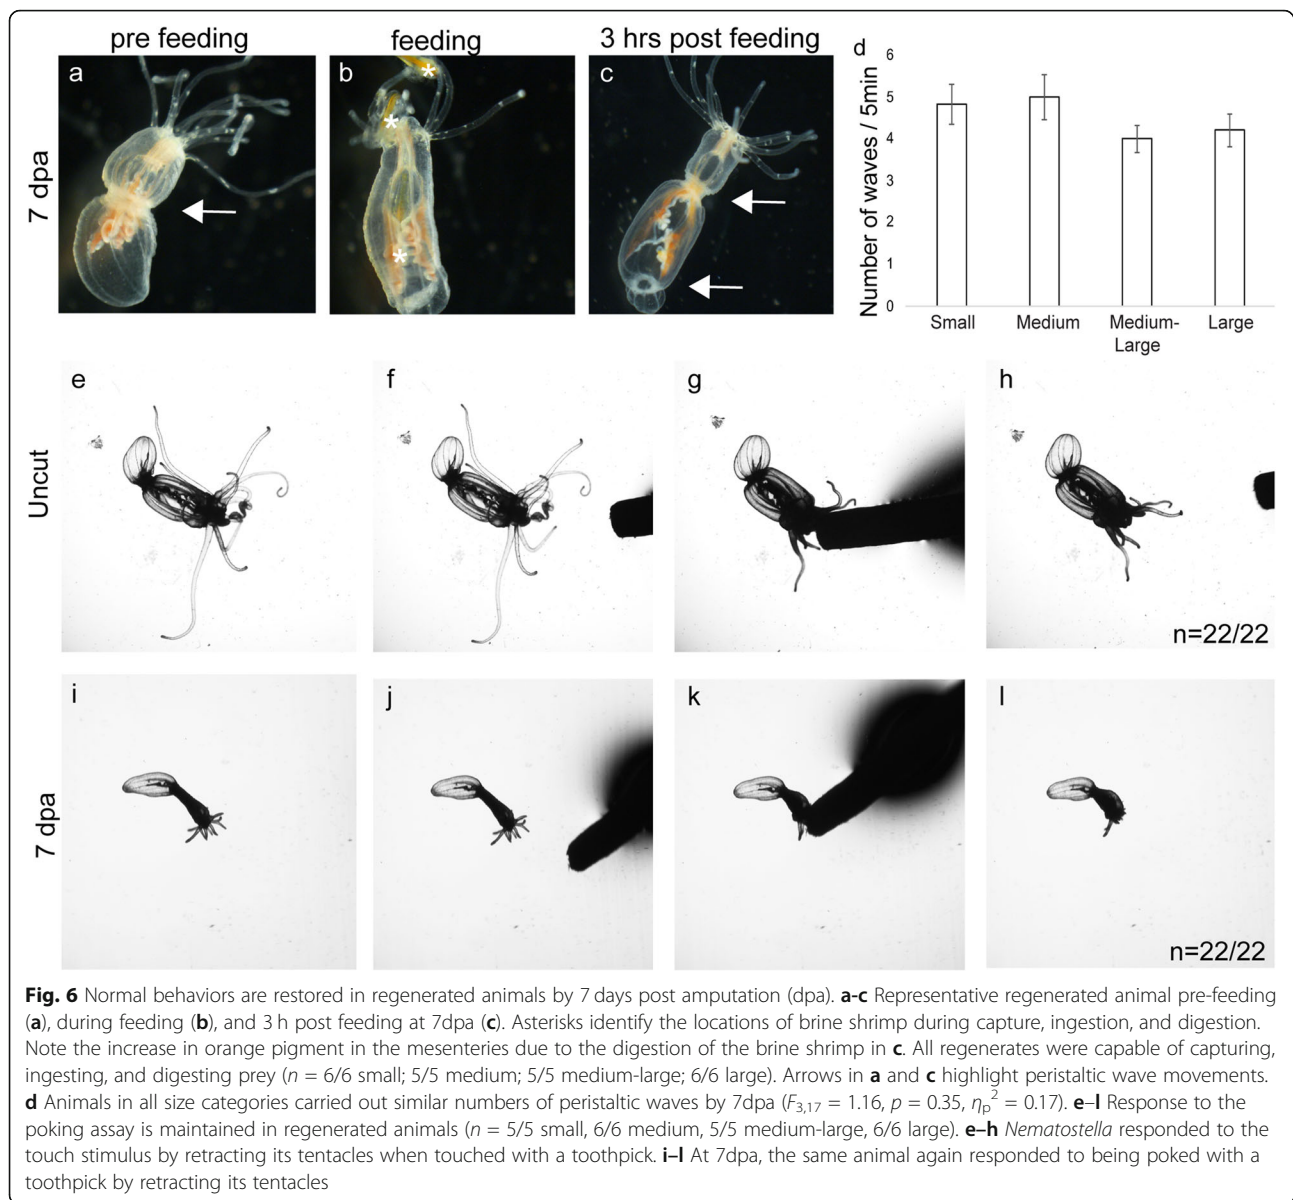 pre feeding
feeding
3 hrs post feeding
7 dpa
a
b
*
*
*
c
d
Number of waves / 5min
6
5
4
3
2
1
0
Small
Medium
Medium-
Large
Large
Uncut
e
f
g
h
n=22/22
7 dpa
i
j
k
l
n=22/22
Fig. 6 Normal behaviors are restored in regenerated animals by 7 days post amputation (dpa). a-c Representative regenerated animal pre-feeding
(a), during feeding (b), and 3 h post feeding at 7dpa (c). Asterisks identify the locations of brine shrimp during capture, ingestion, and digestion.
Note the increase in orange pigment in the mesenteries due to the digestion of the brine shrimp in c. All regenerates were capable of capturing,
ingesting, and digesting prey (n = 6/6 small; 5/5 medium; 5/5 medium-large; 6/6 large). Arrows in a and c highlight peristaltic wave movements.
d Animals in all size categories carried out similar numbers of peristaltic waves by 7dpa (F3,17 = 1.16, p = 0.35, ηp² = 0.17). e–l Response to the
poking assay is maintained in regenerated animals (n = 5/5 small, 6/6 medium, 5/5 medium-large, 6/6 large). e–h Nematostella responded to the
touch stimulus by retracting its tentacles when touched with a toothpick. i–l At 7dpa, the same animal again responded to being poked with a
toothpick by retracting its tentacles